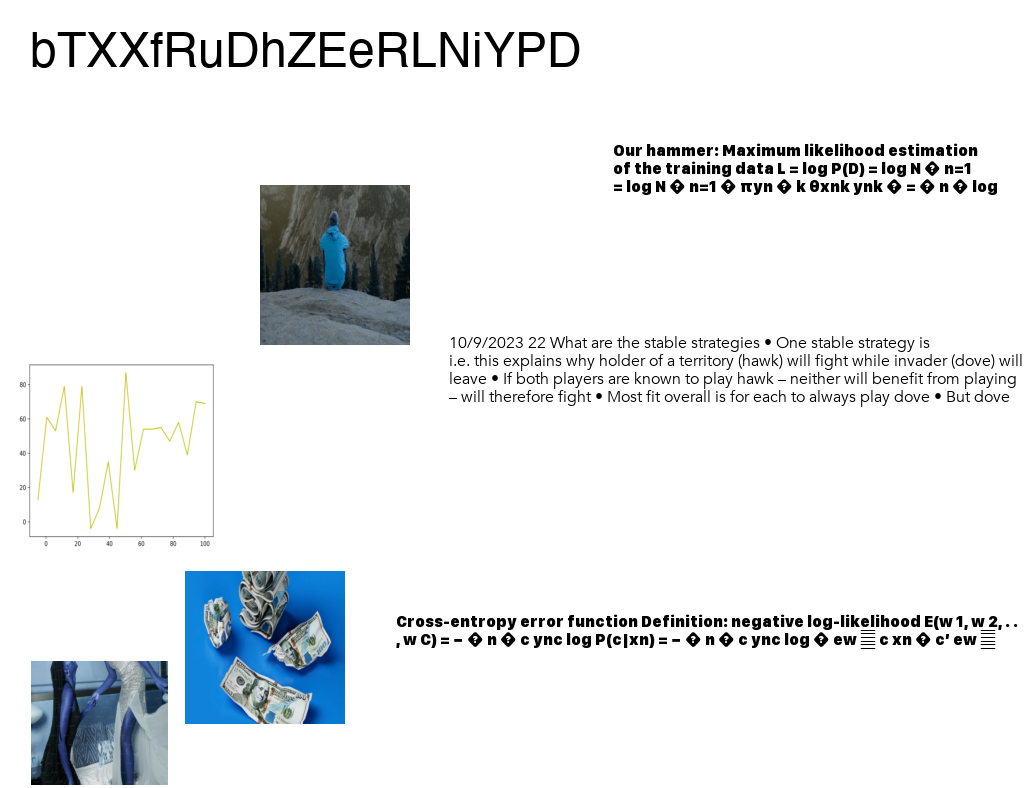 bTXXfRuDhZEeRLNiYPD
Our hammer: Maximum likelihood estimation
of the training data L = log P(D) = log N � n=1
= log N � n=1 � πyn � k θxnk ynk � = � n � log
10/9/2023 22 What are the stable strategies • One stable strategy is
i.e. this explains why holder of a territory (hawk) will fight while invader (dove) will
leave • If both players are known to play hawk – neither will benefit from playing
– will therefore fight • Most fit overall is for each to always play dove • But dove
80
60
40
20
0
0 20 40 60 80 100
Cross-entropy error function Definition: negative log-likelihood E(w 1, w 2, . .
, w C) = − � n � c ync log P(c|xn) = − � n � c ync log � ew c xn � c′ ew